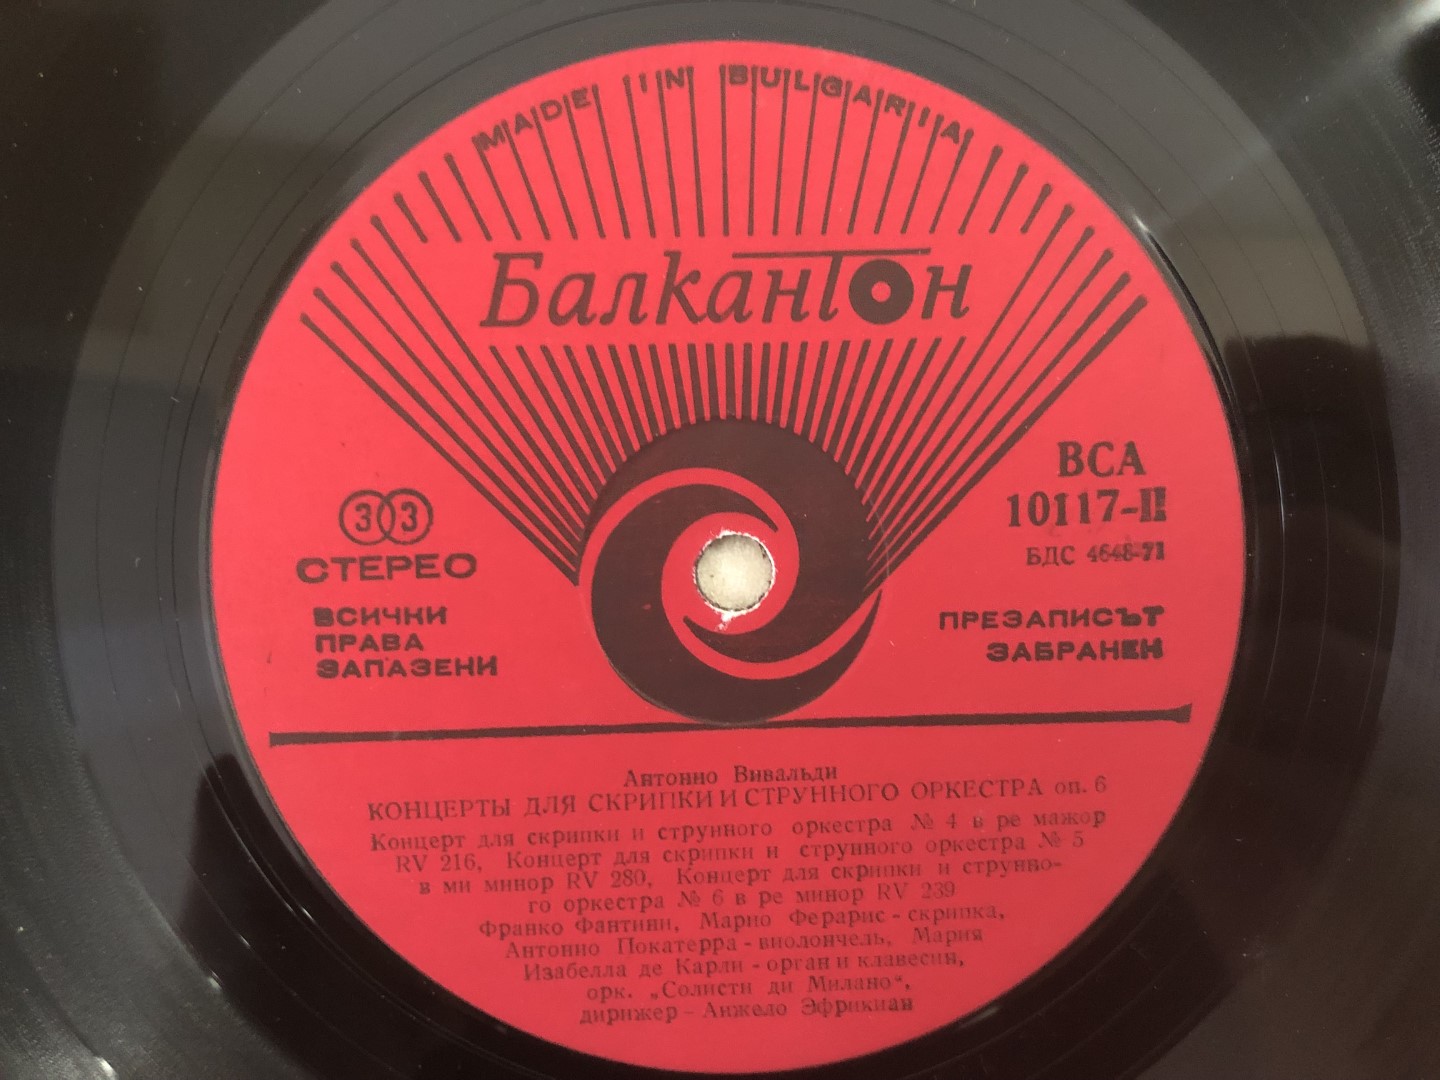 MADE IN BULGARIA
Балкантон
33
СТЕРЕО
ВСИЧКИ
ПРАВА
ЗАПАЗЕНИ
ВСА
10117-II
БДС 4648-71
ПРЕЗАПИСЪТ
ЗАБРАНЕН
Антонио Вивальди
КОНЦЕРТЫ ДЛЯ СКРИПКИ И СТРУННОГО ОРКЕСТРА оп. 6
Концерт для скрипки и струнного оркестра № 4 в ре мажор
RV 216, Концерт для скрипки и струнного оркестра № 5
в ми минор RV 280, Концерт для скрипки и струнно-
го оркестра № 6 в ре минор RV 239
Франко Фантини, Марио Ферарис - скрипка,
Антонио Покатерра - виолончель, Мария
Изабелла де Карли - орган и клавесин,
орк. „Солисти ди Милано“,
дирижер - Анжело Эфрикиан